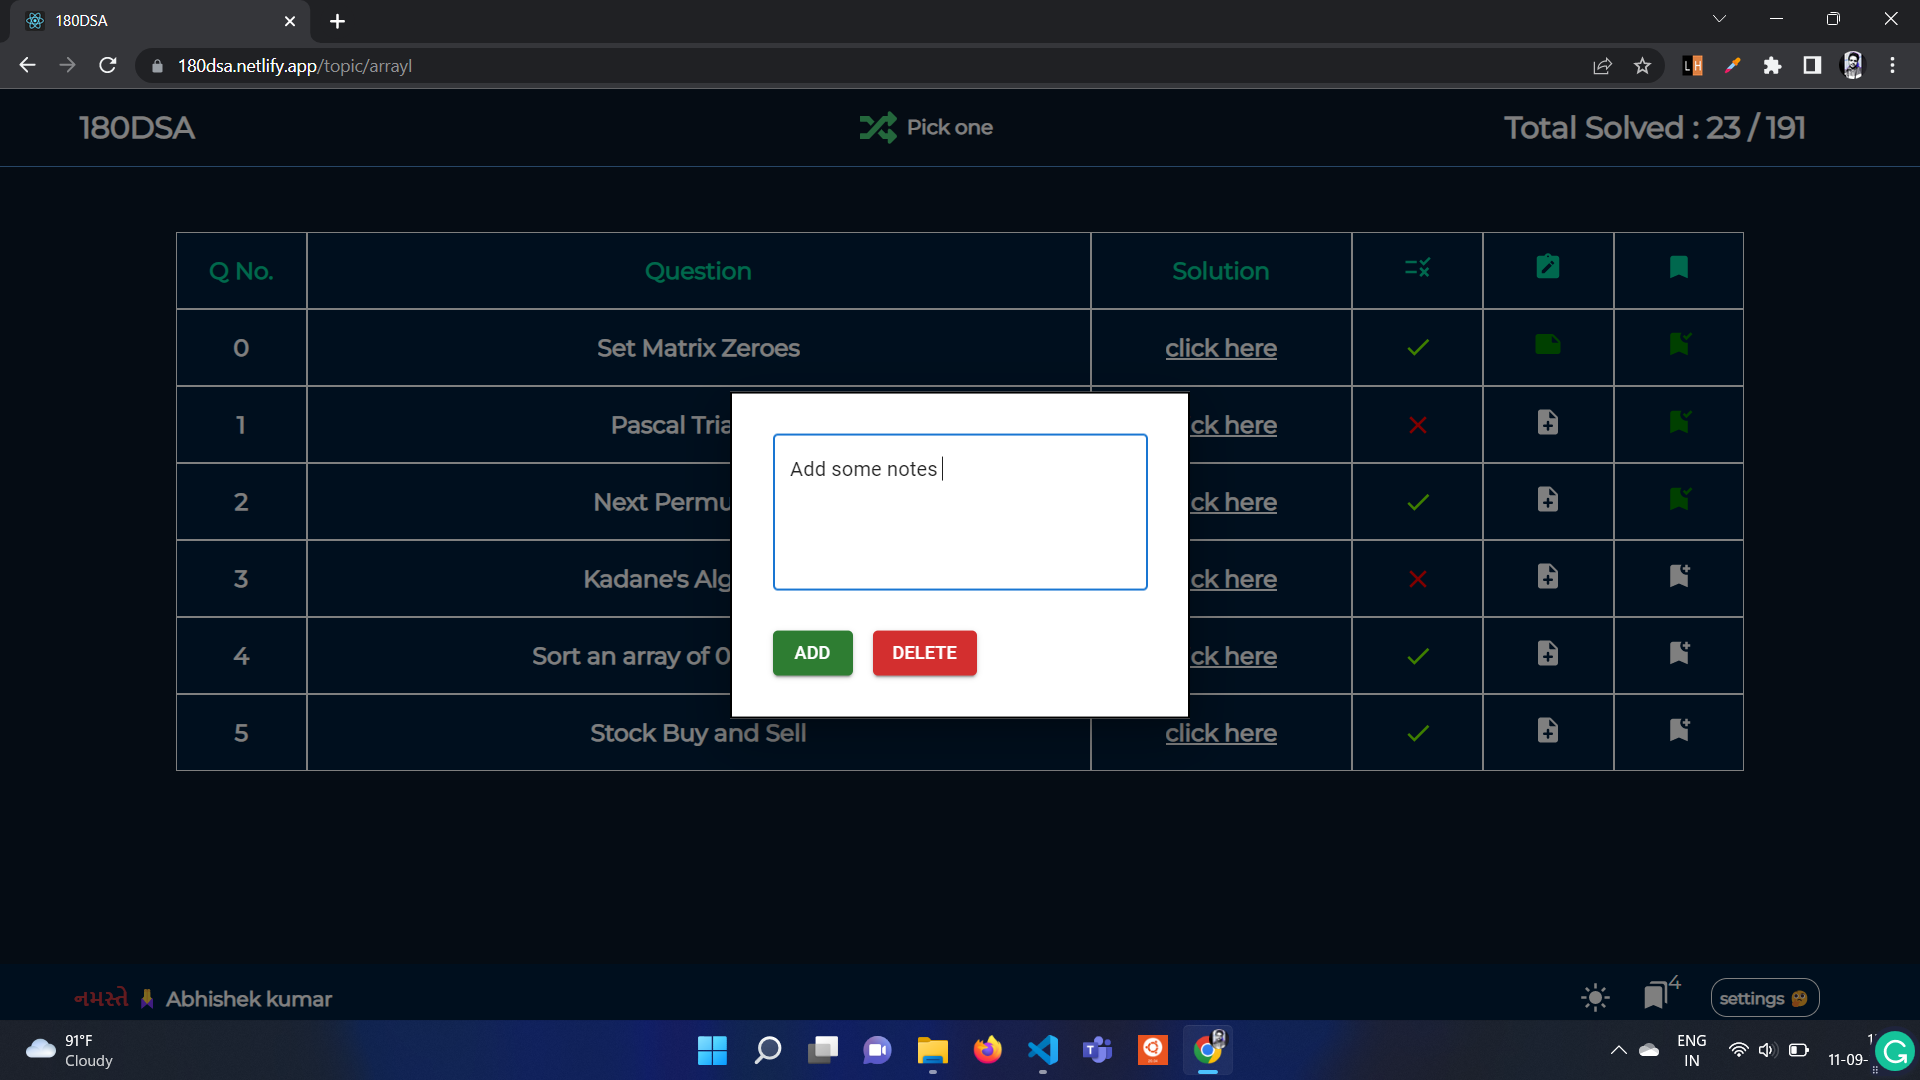 180DSA
180dsa.netlify.app/topic/arrayI
180DSA
Pick one
Total Solved : 23 / 191
Q No. Question Solution
0 Set Matrix Zeroes click here
1 Pascal Tria ck here
2 Next Permu ck here
3 Kadane's Alg ck here
4 Sort an array of 0 ck here
5 Stock Buy and Sell click here
Add some notes
ADD DELETE
નમસ્તે Abhishek kumar
4
settings
91°F
Cloudy
ENG
IN
11-09-